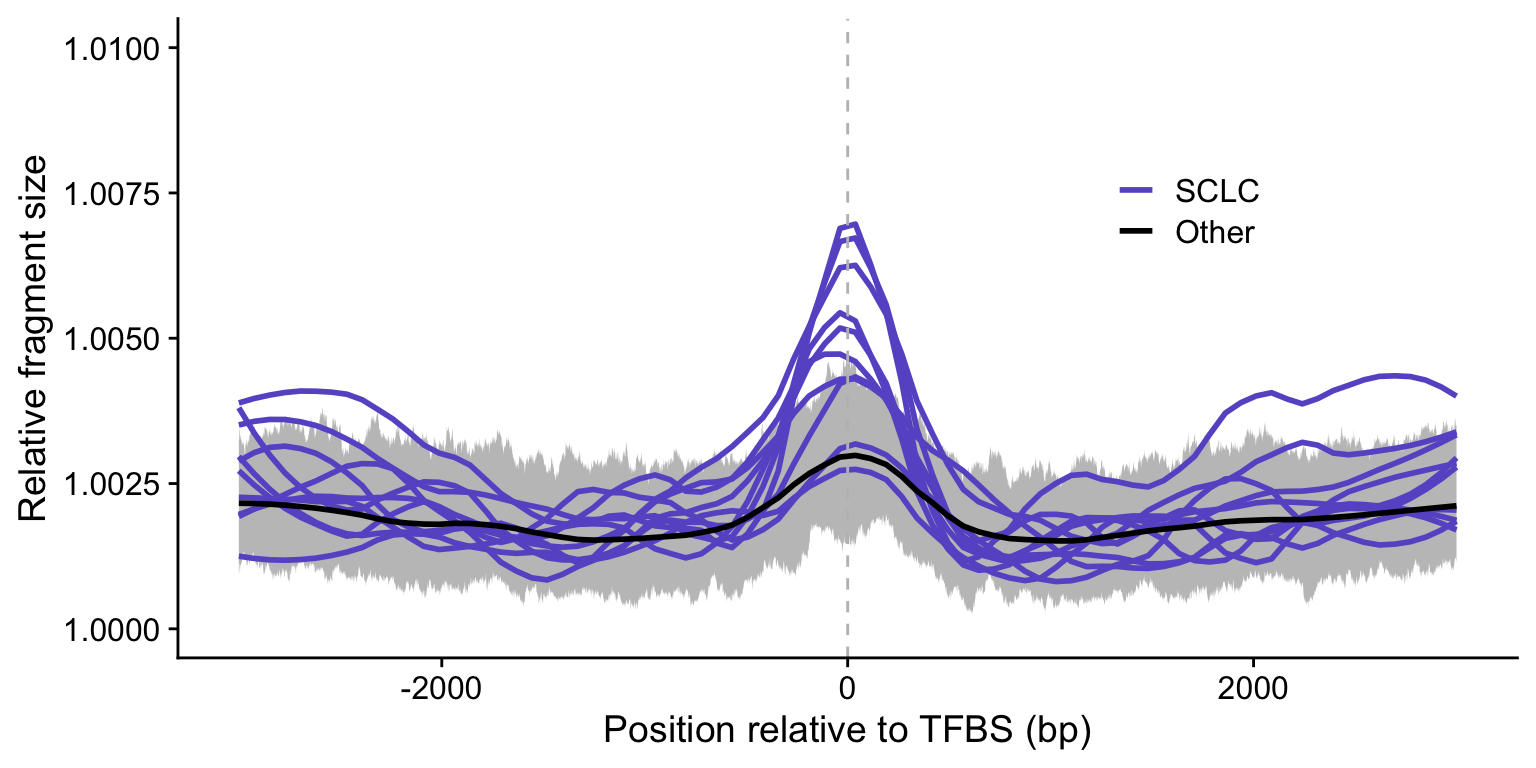 Relative fragment size
1.0100
1.0075
1.0050
1.0025
1.0000
SCLC
Other
-2000
0
2000
Position relative to TFBS (bp)